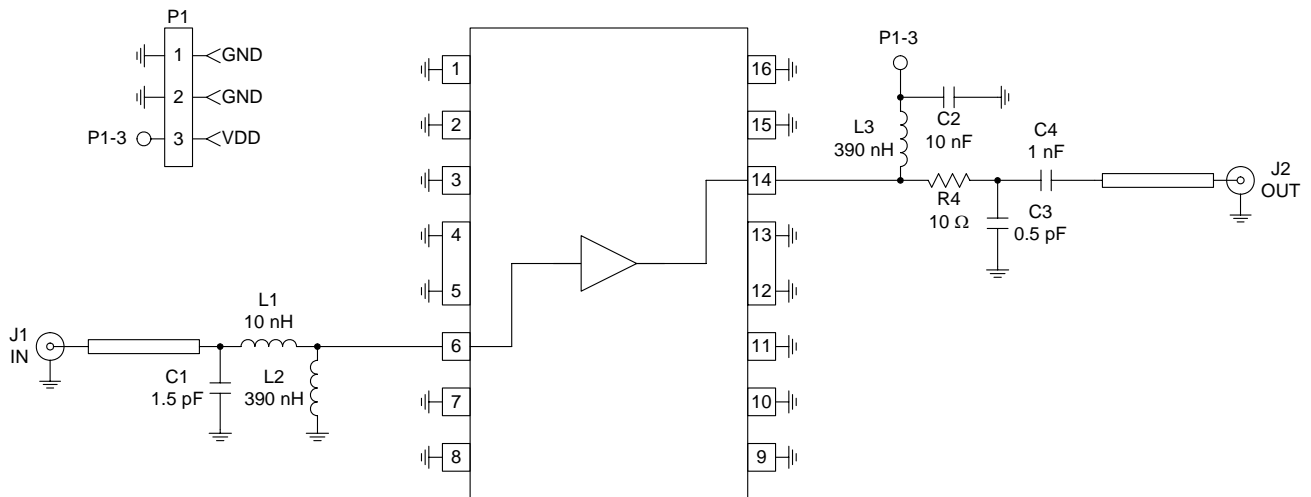 P1
1
GND
2
GND
P1-3
3
VDD
1
2
3
4
5
6
7
8
16
15
14
13
12
11
10
9
J1
IN
C1
1.5 pF
L1
10 nH
L2
390 nH
P1-3
L3
390 nH
C2
10 nF
R4
10 Ω
C4
1 nF
C3
0.5 pF
J2
OUT